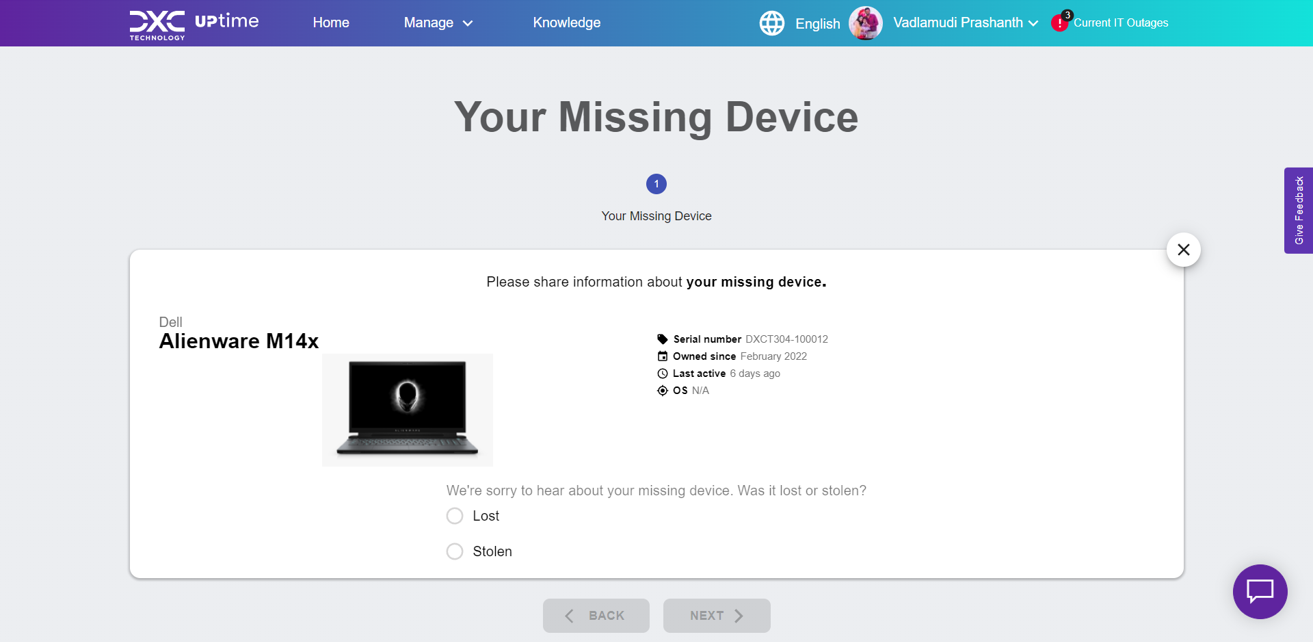 DXC TECHNOLOGY UPtime Home Manage Knowledge English Vadlamudi Prashanth ! 3 Current IT Outages
Your Missing Device
1
Your Missing Device
Give Feedback
Please share information about your missing device.
Dell
Alienware M14x
Serial number DXCT304-100012
Owned since February 2022
Last active 6 days ago
OS N/A
ALIENWARE
We're sorry to hear about your missing device. Was it lost or stolen?
Lost
Stolen
BACK NEXT